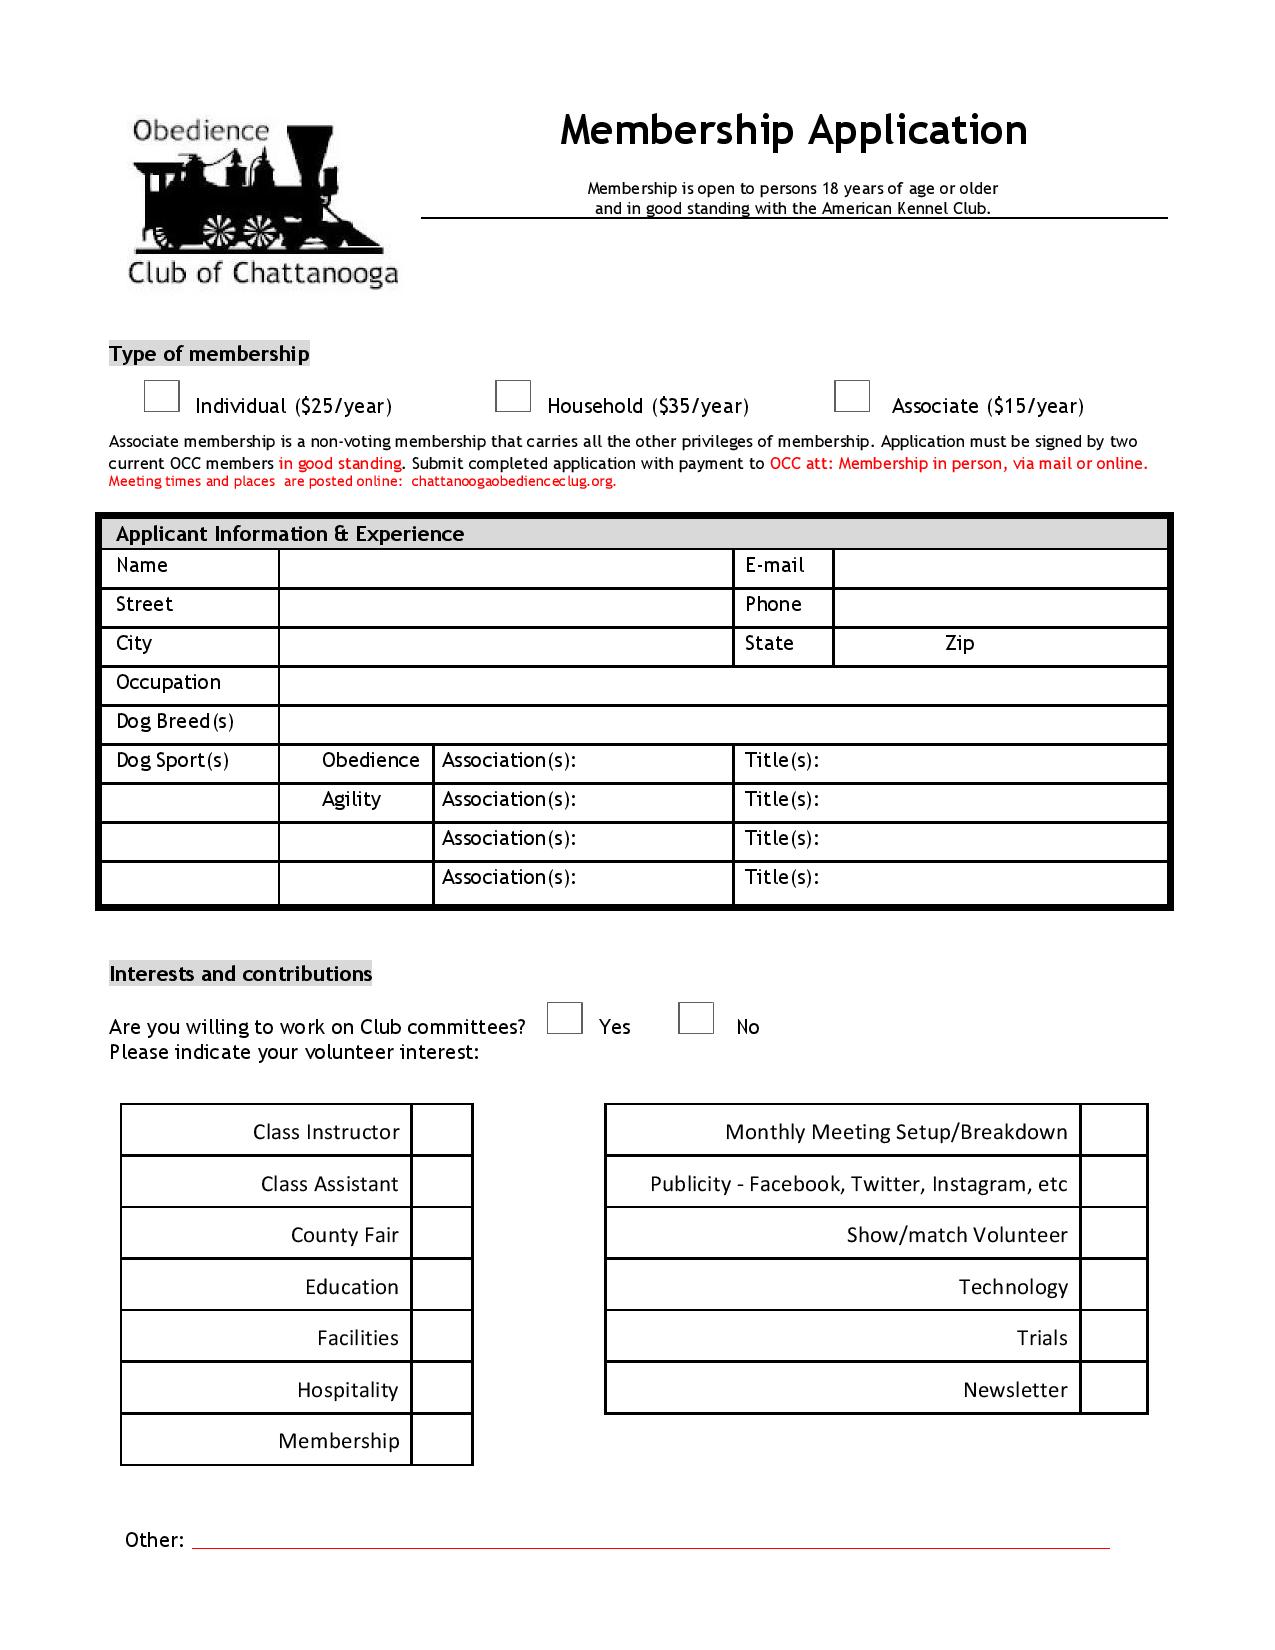 Obedience
Club of Chattanooga
Membership Application
Membership is open to persons 18 years of age or older
and in good standing with the American Kennel Club.
Type of membership
Individual ($25/year) Household ($35/year) Associate ($15/year)
Associate membership is a non-voting membership that carries all the other privileges of membership. Application must be signed by two
current OCC members in good standing. Submit completed application with payment to OCC att: Membership in person, via mail or online.
Meeting times and places are posted online: chattanoogaobedienceclug.org.
Applicant Information & Experience
Name E-mail
Street Phone
City State Zip
Occupation
Dog Breed(s)
Dog Sport(s) Obedience Association(s): Title(s):
Agility Association(s): Title(s):
Association(s): Title(s):
Association(s): Title(s):
Interests and contributions
Are you willing to work on Club committees? Yes No
Please indicate your volunteer interest:
Class Instructor
Class Assistant
County Fair
Education
Facilities
Hospitality
Membership
Monthly Meeting Setup/Breakdown
Publicity - Facebook, Twitter, Instagram, etc
Show/match Volunteer
Technology
Trials
Newsletter
Other: